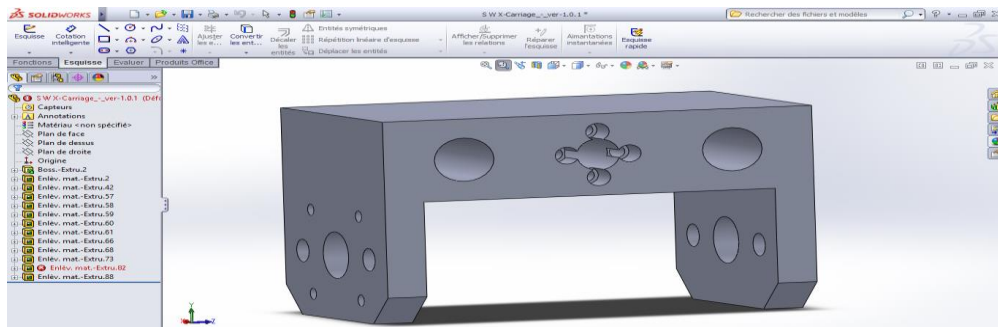 SOLIDWORKS
S W X-Carriage_-_ver-1.0.1 *
Rechercher des fichiers et modèles
Esquisse
Cotation intelligente
Ajuster les e...
Convertir les ent...
Décaler les entités
Entités symétriques
Répétition linéaire d'esquisse
Déplacer les entités
Afficher/Supprimer les relations
Réparer l'esquisse
Aimantations instantanées
Esquisse rapide
Fonctions Esquisse Evaluer Produits Office
S W X-Carriage_-_ver-1.0.1 (Défa
Capteurs
Annotations
Matériau <non spécifié>
Plan de face
Plan de dessus
Plan de droite
Origine
Boss.-Extru.2
Enlèv. mat.-Extru.2
Enlèv. mat.-Extru.42
Enlèv. mat.-Extru.57
Enlèv. mat.-Extru.58
Enlèv. mat.-Extru.59
Enlèv. mat.-Extru.60
Enlèv. mat.-Extru.61
Enlèv. mat.-Extru.66
Enlèv. mat.-Extru.68
Enlèv. mat.-Extru.73
Enlèv. mat.-Extru.82
Enlèv. mat.-Extru.88